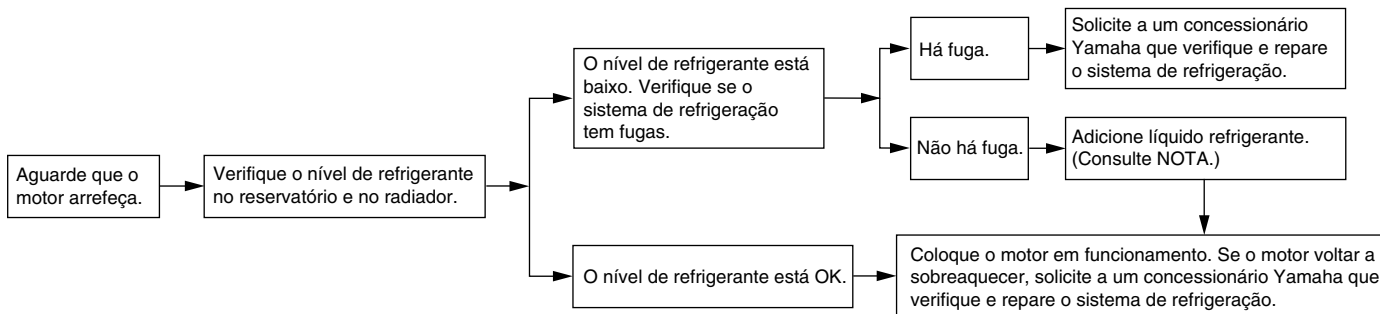 Aguarde que o
motor arrefeça.
Verifique o nível de refrigerante
no reservatório e no radiador.
O nível de refrigerante está
baixo. Verifique se o
sistema de refrigeração
tem fugas.
Há fuga.
Solicite a um concessionário
Yamaha que verifique e repare
o sistema de refrigeração.
Não há fuga.
Adicione líquido refrigerante.
(Consulte NOTA.)
O nível de refrigerante está OK.
Coloque o motor em funcionamento. Se o motor voltar a
sobreaquecer, solicite a um concessionário Yamaha que
verifique e repare o sistema de refrigeração.